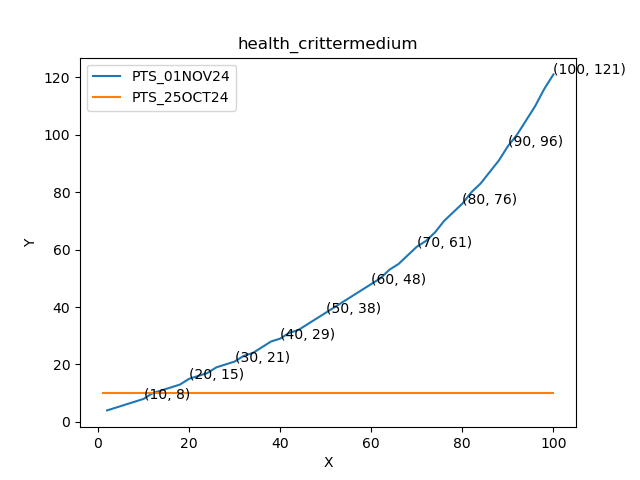 health_crittermedium
PTS_01NOV24
PTS_25OCT24
(100, 121)
(90, 96)
(80, 76)
(70, 61)
(60, 48)
(50, 38)
(40, 29)
(30, 21)
(20, 15)
(10, 8)
120
100
80
60
40
20
0
Y
0 20 40 60 80 100
X